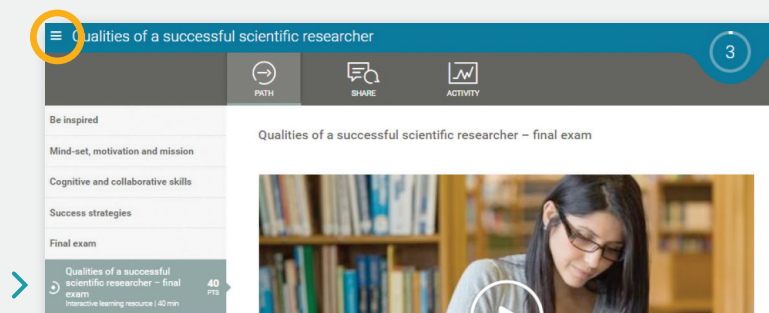 Qualities of a successful scientific researcher
3
PATH
SHARE
ACTIVITY
Be inspired
Mind-set, motivation and mission
Cognitive and collaborative skills
Success strategies
Final exam
Qualities of a successful
scientific researcher – final
exam
Interactive learning resource | 40 min
40
PTS
Qualities of a successful scientific researcher – final exam